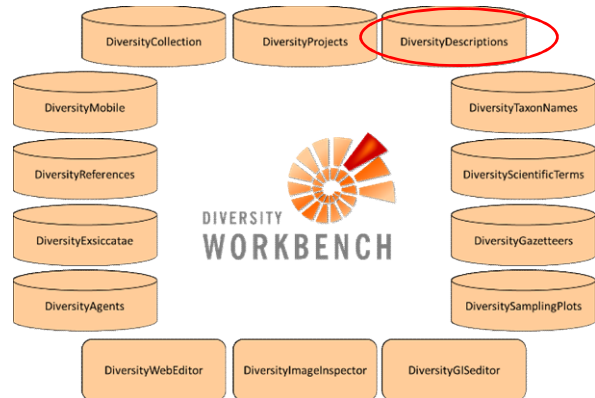 DiversityCollection
DiversityProjects
DiversityDescriptions
DiversityMobile
DiversityTaxonNames
DiversityReferences
DiversityScientificTerms
DIVERSITY
WORKBENCH
DiversityExsiccatae
DiversityGazetteers
DiversityAgents
DiversitySamplingPlots
DiversityWebEditor
DiversityImageInspector
DiversityGISeditor